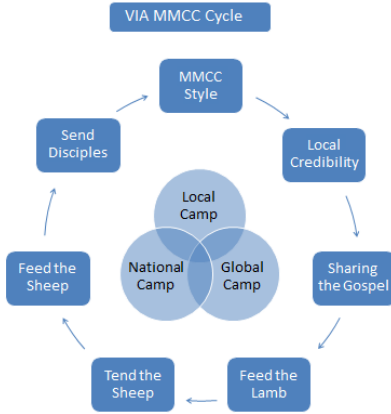 VIA MMCC Cycle
MMCC
Style
Local
Credibility
Sharing
the Gospel
Feed the
Lamb
Tend the
Sheep
Feed the
Sheep
Send
Disciples
Local
Camp
National
Camp
Global
Camp